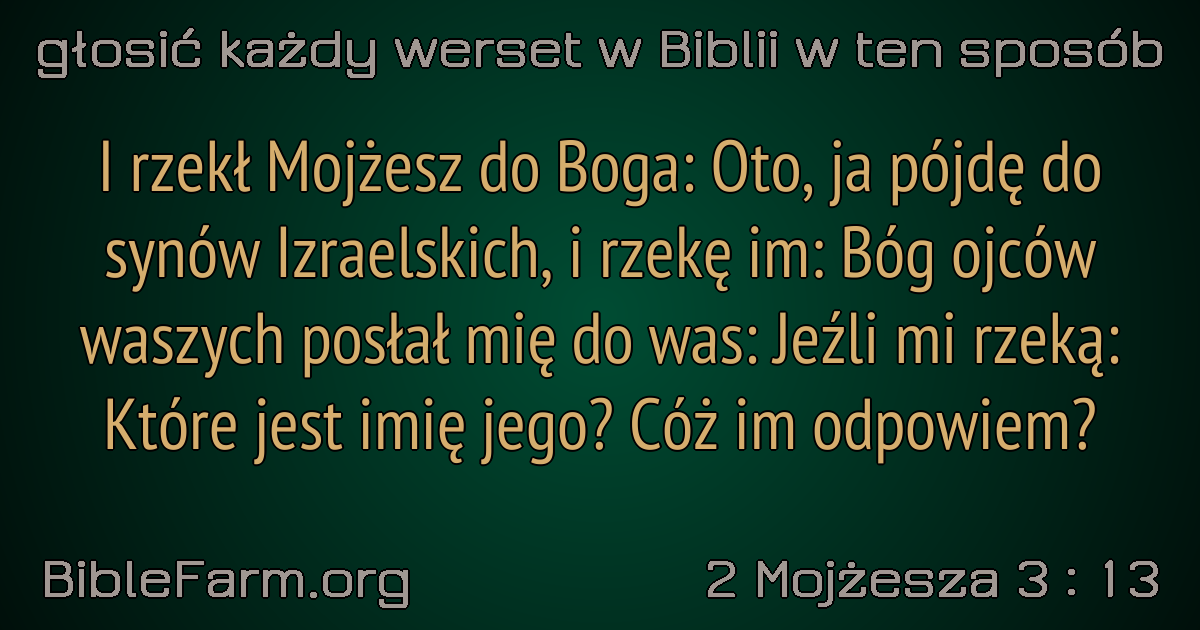 głosić każdy werset w Biblii w ten sposób
I rzekł Mojżesz do Boga: Oto, ja pójdę do
synów Izraelskich, i rzekę im: Bóg ojców
waszych posłał mię do was: Jeźli mi rzeką:
Które jest imię jego? Cóż im odpowiem?
BibleFarm.org
2 Mojżesza 3 : 13